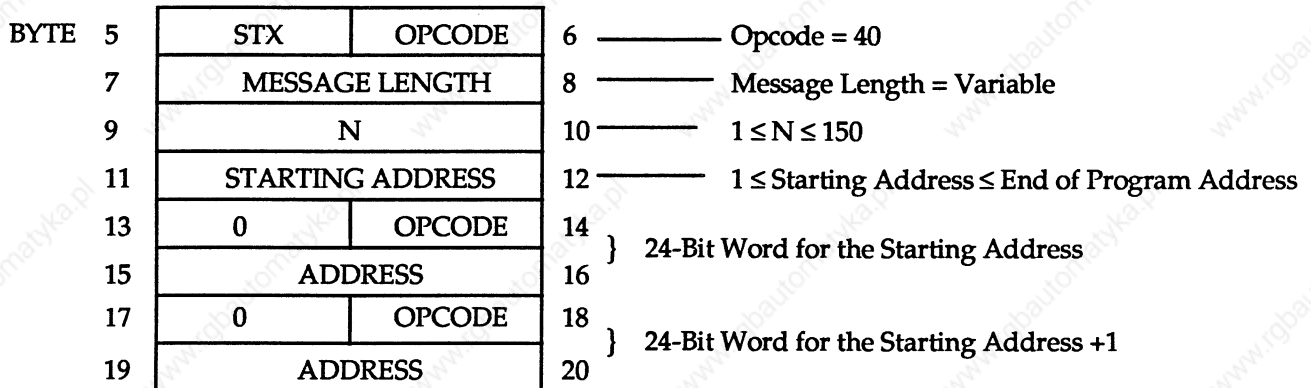 BYTE 5 STX OPCODE 6 Opcode = 40
7 MESSAGE LENGTH 8 Message Length = Variable
9 N 10 1 ≤ N ≤ 150
11 STARTING ADDRESS 12 1 ≤ Starting Address ≤ End of Program Address
13 0 OPCODE 14
} 24-Bit Word for the Starting Address
15 ADDRESS 16
17 0 OPCODE 18
} 24-Bit Word for the Starting Address +1
19 ADDRESS 20
www.rgbautomatyka.pl